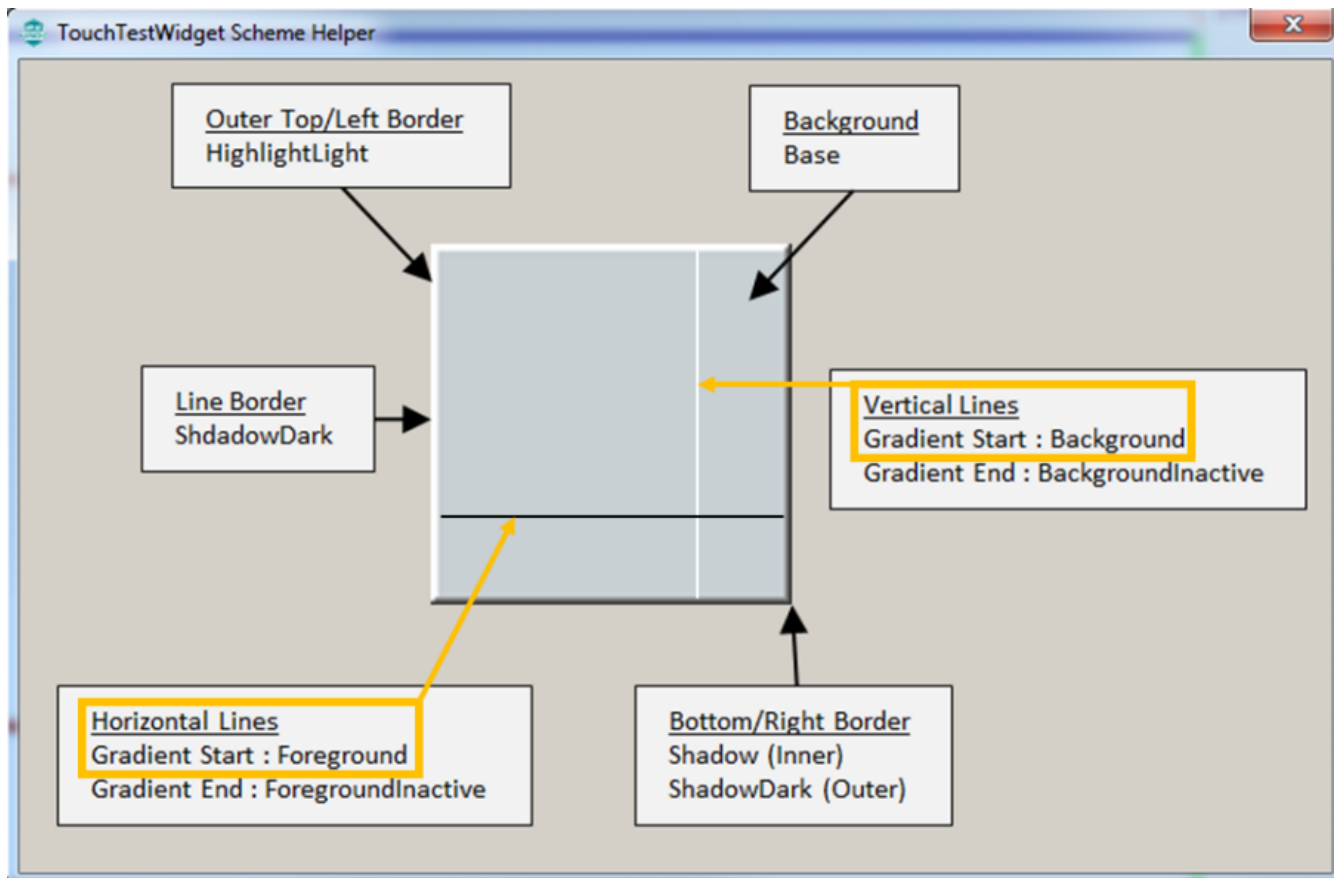 TouchTestWidget Scheme Helper
Outer Top/Left Border
HighlightLight
Background
Base
Line Border
ShdadowDark
Vertical Lines
Gradient Start : Background
Gradient End : BackgroundInactive
Horizontal Lines
Gradient Start : Foreground
Gradient End : ForegroundInactive
Bottom/Right Border
Shadow (Inner)
ShadowDark (Outer)